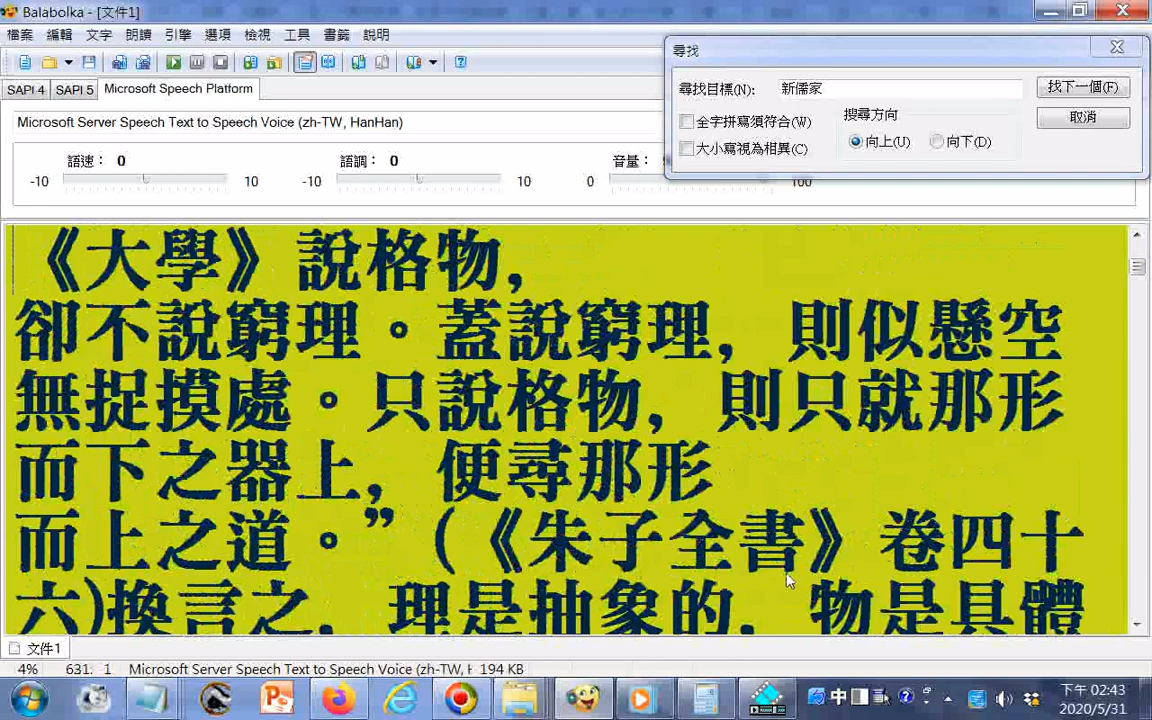 Balabolka - [文件1]
檔案 編輯 文字 朗讀 引擎 選項 檢視 工具 書籤 說明
尋找
尋找目標(N): 新儒家 找下一個(F)
全字拼寫須符合(W) 搜尋方向 取消
大小寫視為相異(C) 向上(U) 向下(D)
SAPI 4 SAPI 5 Microsoft Speech Platform
Microsoft Server Speech Text to Speech Voice (zh-TW, HanHan)
語速： 0 語調： 0 音量：
-10 10 -10 10 0 100
《大學》說格物，
卻不說窮理。蓋說窮理，則似懸空
無捉摸處。只說格物，則只就那形
而下之器上，便尋那形
而上之道。”(《朱子全書》卷四十
六)換言之，理是抽象的，物是具體
文件1
4% 631: 1 Microsoft Server Speech Text to Speech Voice (zh-TW, H 194 KB
中 下午 02:43
2020/5/31